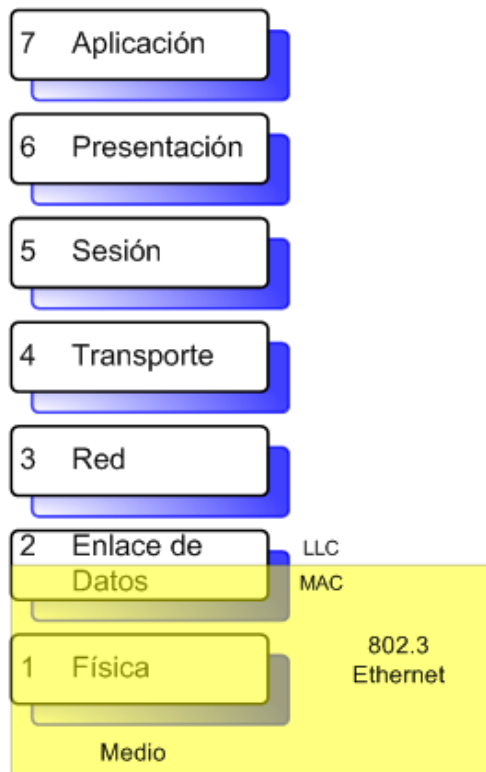 7 Aplicación
6 Presentación
5 Sesión
4 Transporte
3 Red
2 Enlace de
Datos
LLC
MAC
1 Física
802.3
Ethernet
Medio